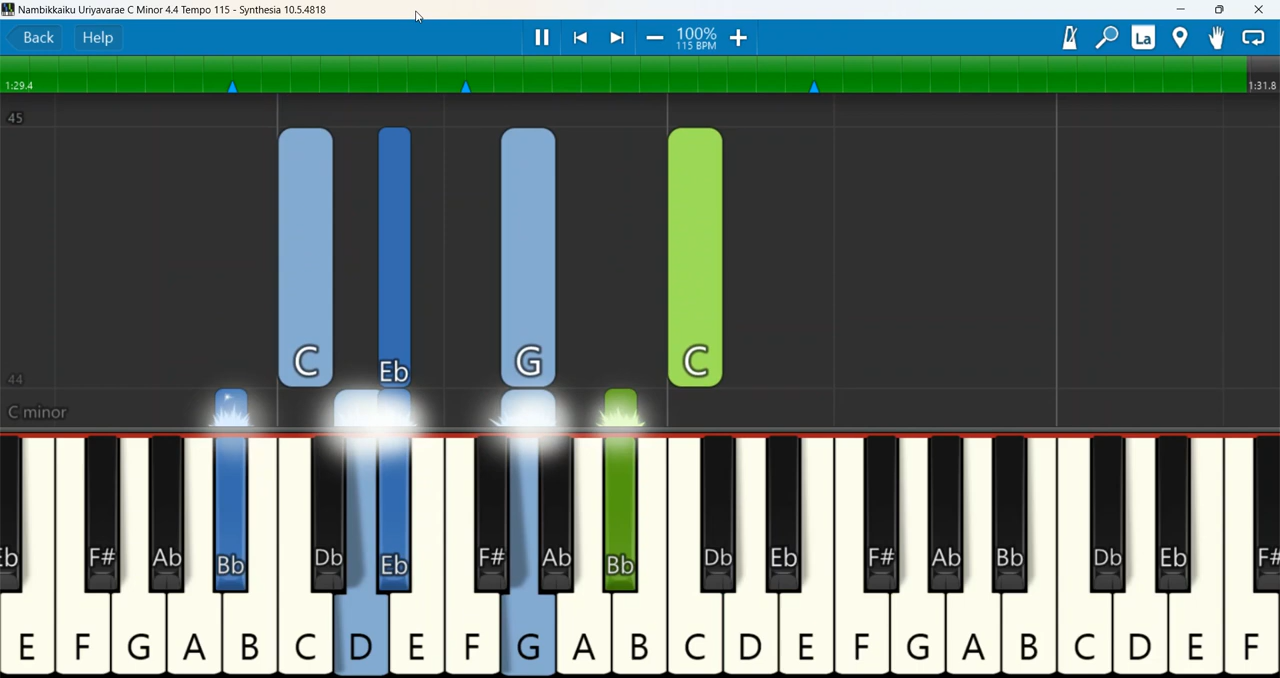 Nambikkaiku Uriyavarae C Minor 4.4 Tempo 115 - Synthesia 10.5.4818
Back Help 100%
115 BPM
La
1:29.4 1:31.8
45
C Eb G C
44
C minor
Eb F# Ab Bb Db Eb F# Ab Bb Db Eb F# Ab Bb Db Eb F#
E F G A B C D E F G A B C D E F G A B C D E F